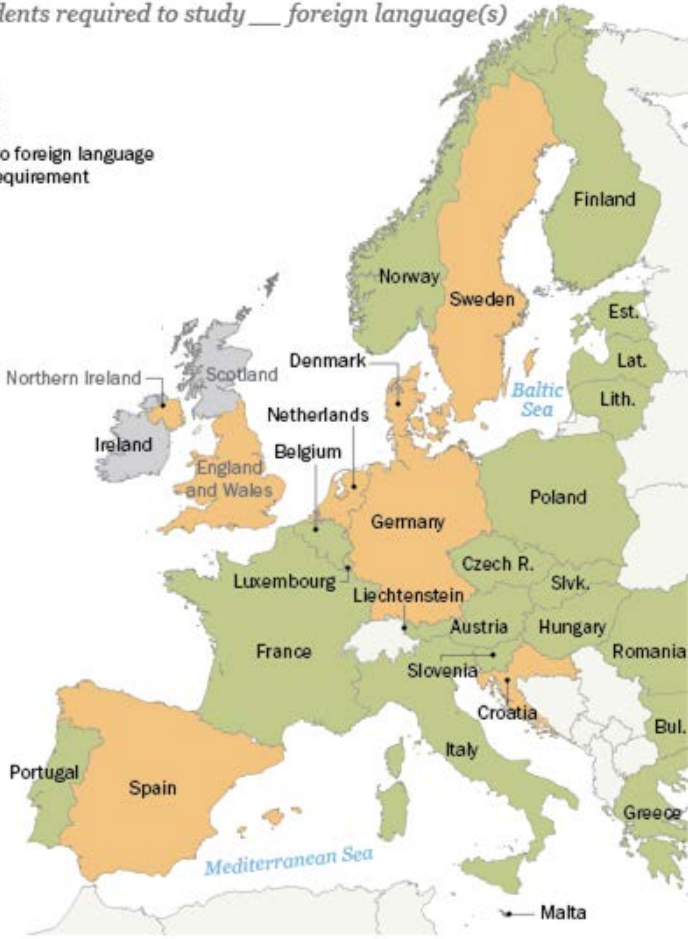 dents required to study __ foreign language(s)
o foreign language
equirement
Finland
Norway
Sweden
Est.
Lat.
Lith.
Baltic
Sea
Denmark
Northern Ireland
Scotland
Netherlands
Ireland
Belgium
England
and Wales
Poland
Germany
Czech R.
Slvk.
Luxembourg
Liechtenstein
Austria
Hungary
France
Romania
Slovenia
Croatia
Bul.
Italy
Portugal
Spain
Greece
Mediterranean Sea
Malta